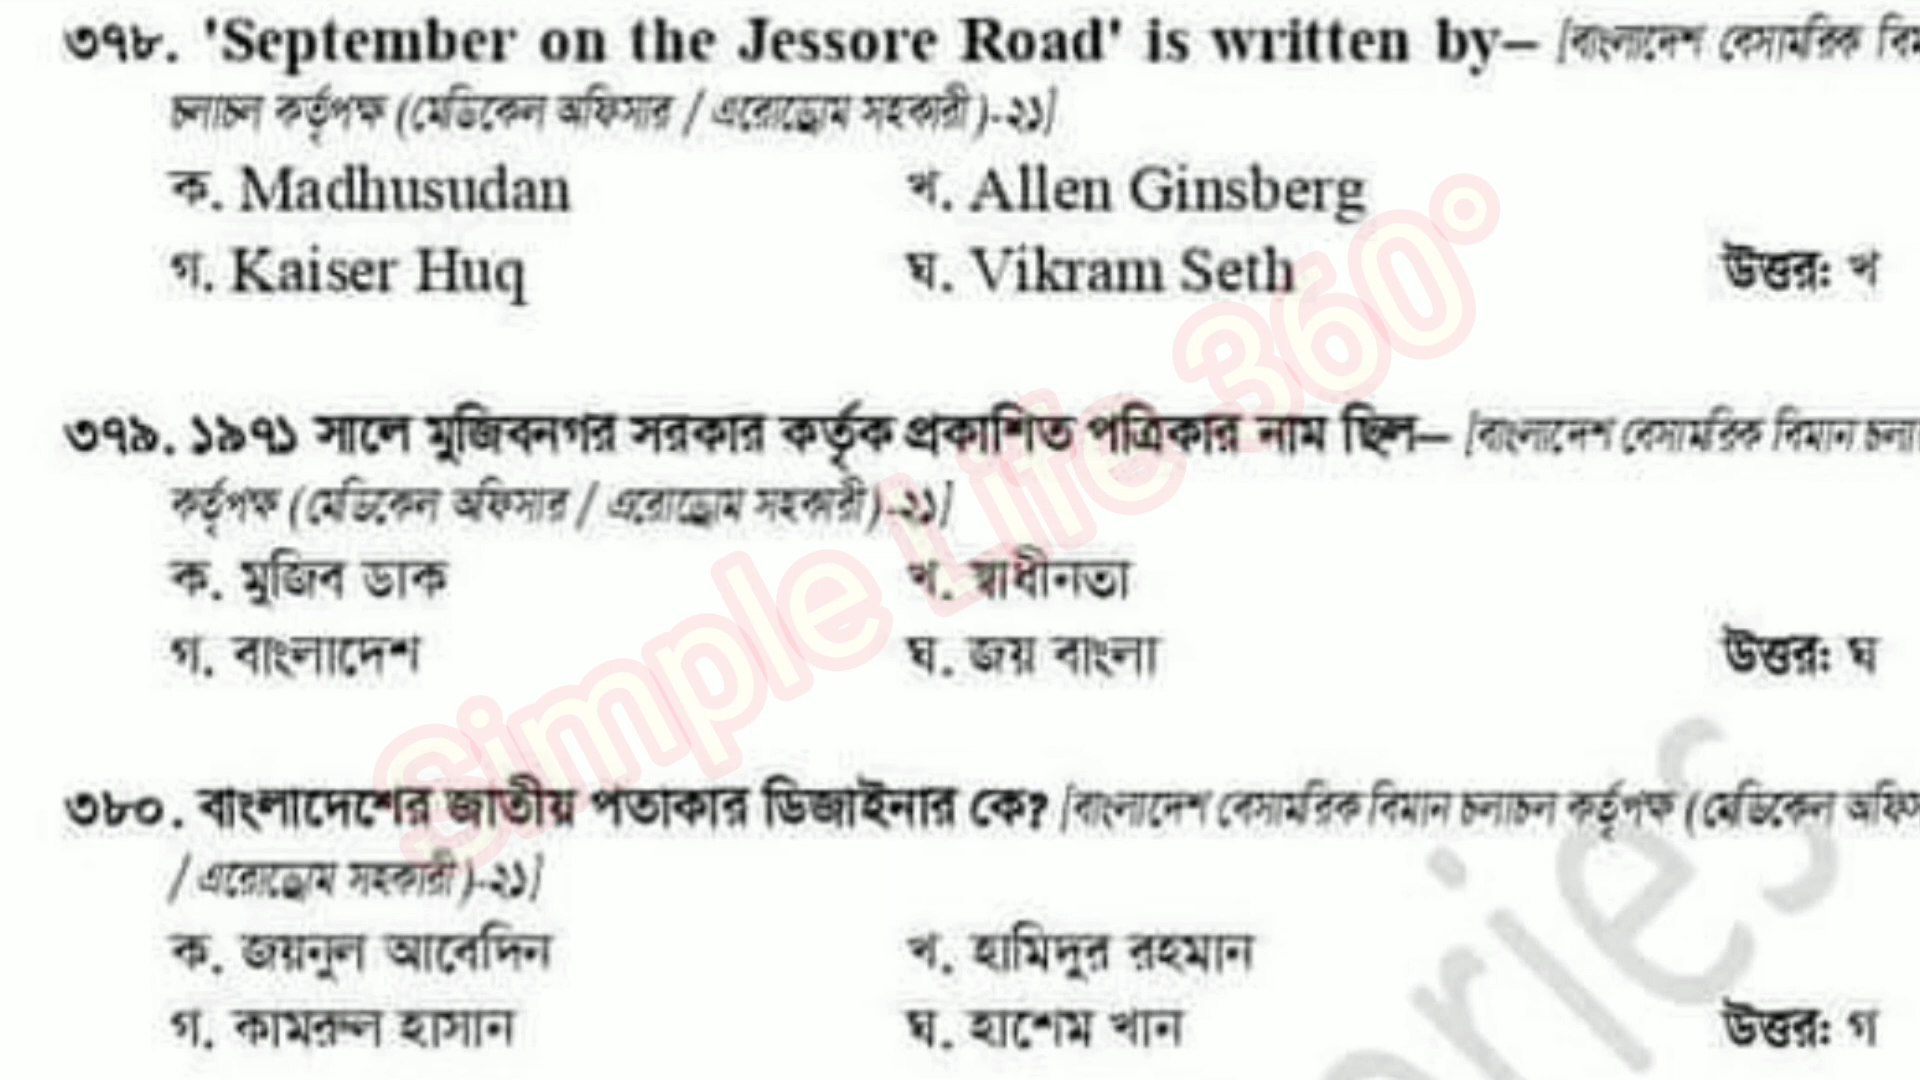 ৩৭৮. 'September on the Jessore Road' is written by– [বাংলাদেশ বেসামরিক
চলাচল কর্তৃপক্ষ (মেডিকেল অফিসার / এরোড্রোম সহকারী)-২১]
ক. Madhusudan খ. Allen Ginsberg
গ. Kaiser Huq ঘ. Vikram Seth উত্তর: খ
৩৭৯. ১৯৭১ সালে মুজিবনগর সরকার কর্তৃক প্রকাশিত পত্রিকার নাম ছিল– [বাংলাদেশ বেসামরিক বিমান
কর্তৃপক্ষ (মেডিকেল অফিসার / এরোড্রোম সহকারী)-২১]
ক. মুজিব ডাক খ. স্বাধীনতা
গ. বাংলাদেশ ঘ. জয় বাংলা উত্তর: ঘ
৩৮০. বাংলাদেশের জাতীয় পতাকার ডিজাইনার কে? [বাংলাদেশ বেসামরিক বিমান চলাচল কর্তৃপক্ষ (মেডিকেল
/ এরোড্রোম সহকারী)-২১]
ক. জয়নুল আবেদিন খ. হামিদুর রহমান
গ. কামরুল হাসান ঘ. হাশেম খান উত্তর: গ
Simple Life 360°